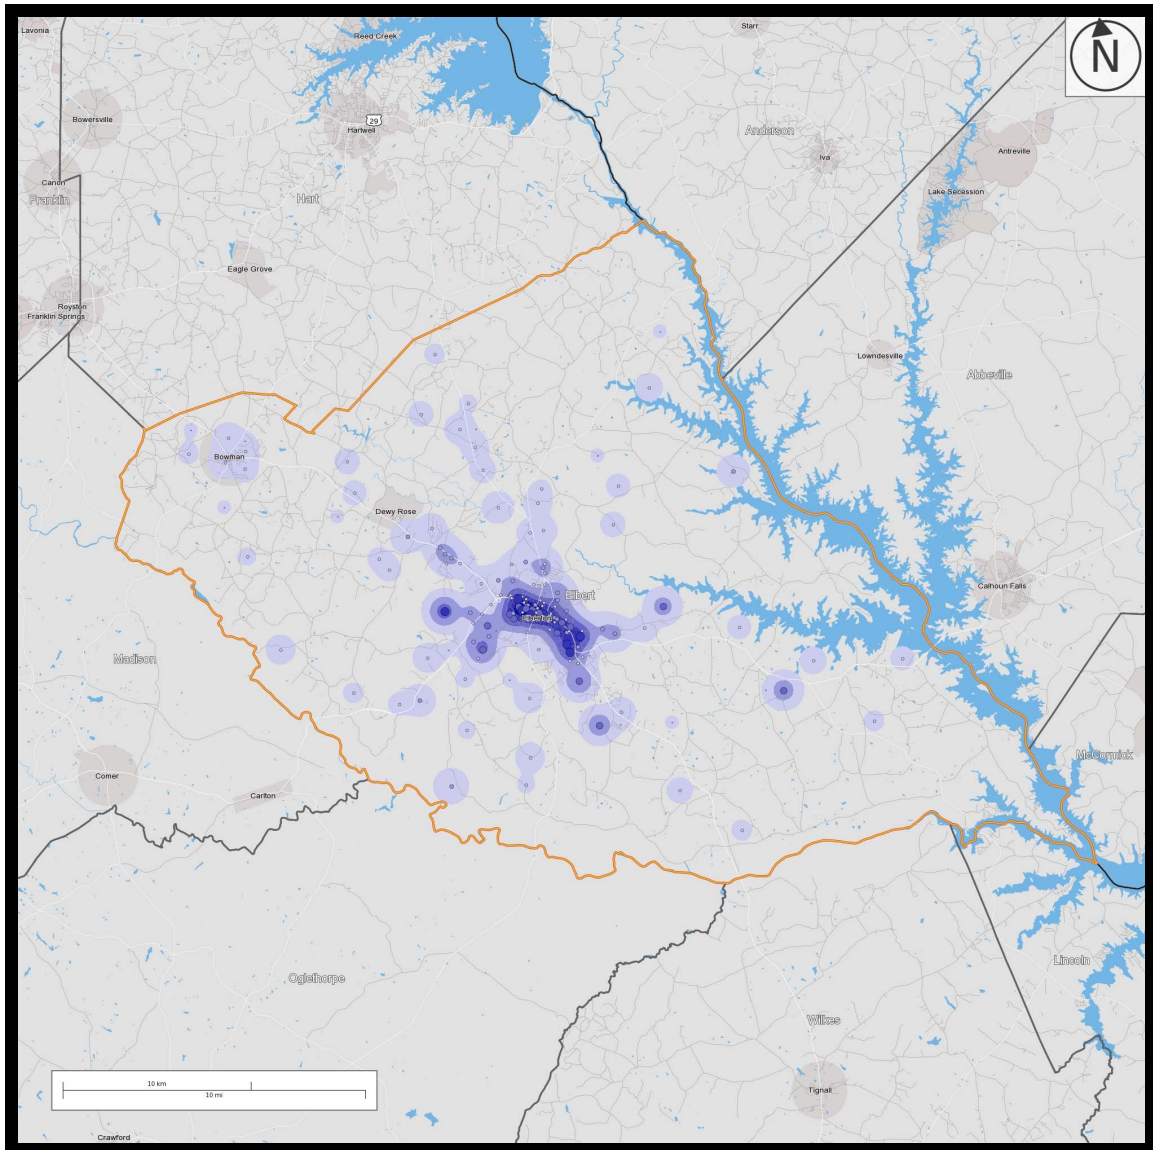 Lavonia
Reed Creek
Starr
N
Bowersville
29
Hartwell
Anderson
Iva
Antreville
Canon
Franklin
Hart
Lake Secession
Eagle Grove
Royston
Franklin Springs
Lowndesville
Abbeville
Bowman
Dewy Rose
Calhoun Falls
Elbert
Elberton
Madison
Comer
Carlton
McCormick
Oglethorpe
Lincoln
Wilkes
Tignall
10 km
10 mi
Crawford